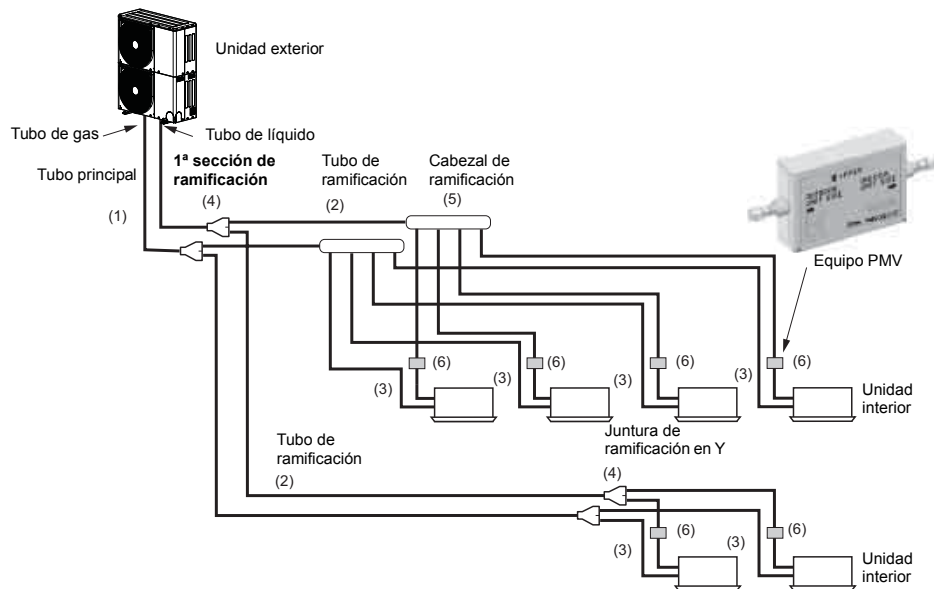 Unidad exterior
Tubo de gas
Tubo de líquido
Tubo principal
1ª sección de
ramificación
(4)
Tubo de
ramificación
(2)
Cabezal de
ramificación
(5)
(1)
Equipo PMV
(6)
(6)
(6)
(6)
(3)
(3)
(3)
(3)
Unidad
interior
Tubo de
ramificación
(2)
Juntura de
ramificación en Y
(4)
(6)
(6)
(3)
(3)
Unidad
interior